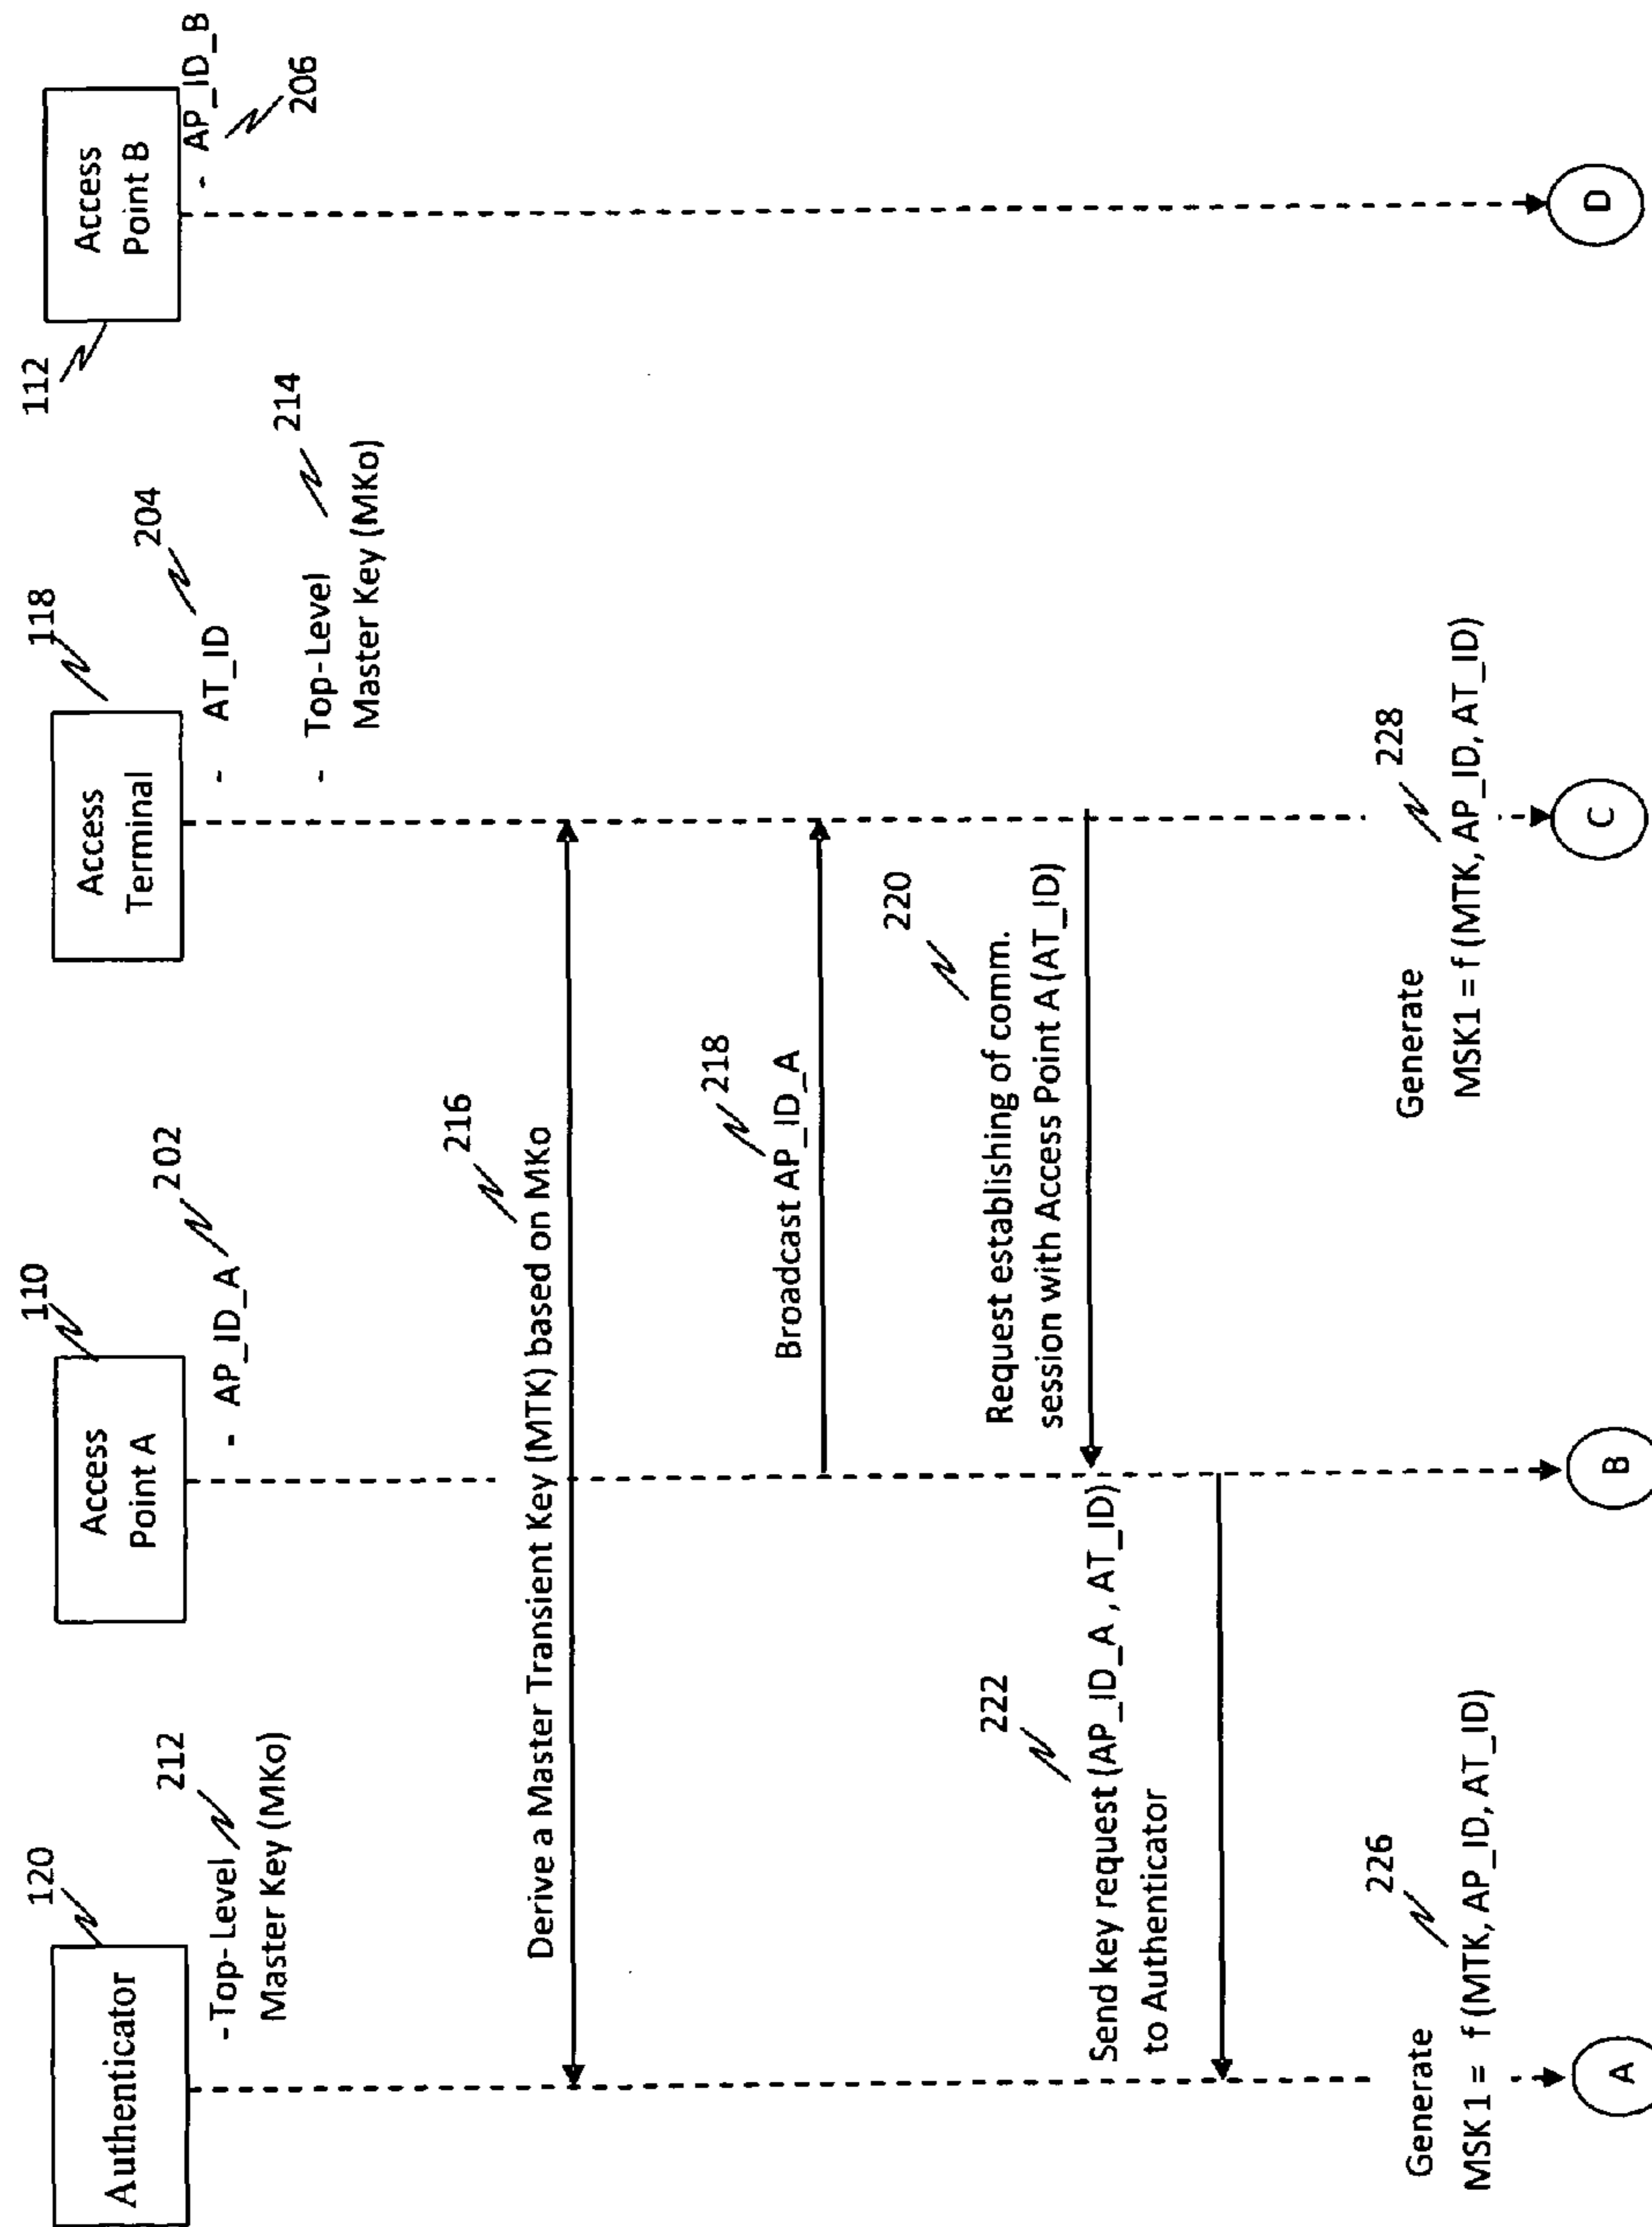 120
Authenticator
-Top-Level
Master Key (MKo)
212
110
Access
Point A
- AP_ID_A
202
118
Access
Terminal
- AT_ID
204
- Top-Level
Master Key (MKo)
214
112
Access
Point B
- AP_ID_B
206
216
Derive a Master Transient Key (MTK) based on MKo
218
Broadcast AP_ID_A
220
Request establishing of comm.
session with Access Point A (AT_ID)
222
Send key request (AP_ID_A , AT_ID)
to Authenticator
226
Generate
MSK1 = f (MTK, AP_ID, AT_ID)
228
Generate
MSK1 = f (MTK, AP_ID, AT_ID)
A
B
C
D